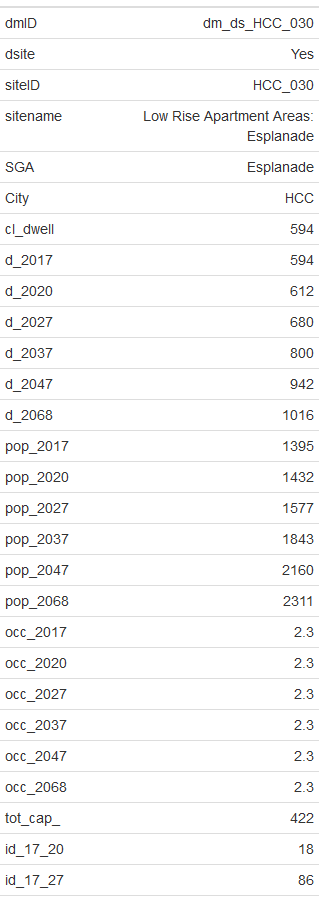 dmID dm_ds_HCC_030
dsite Yes
siteID HCC_030
sitename Low Rise Apartment Areas:
Esplanade
SGA Esplanade
City HCC
cl_dwell 594
d_2017 594
d_2020 612
d_2027 680
d_2037 800
d_2047 942
d_2068 1016
pop_2017 1395
pop_2020 1432
pop_2027 1577
pop_2037 1843
pop_2047 2160
pop_2068 2311
occ_2017 2.3
occ_2020 2.3
occ_2027 2.3
occ_2037 2.3
occ_2047 2.3
occ_2068 2.3
tot_cap_ 422
id_17_20 18
id_17_27 86